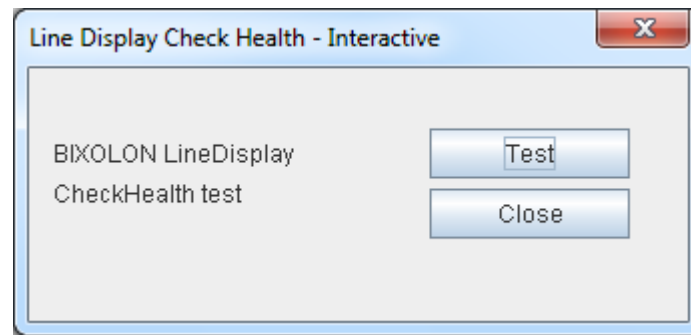 Line Display Check Health - Interactive
BIXOLON LineDisplay
CheckHealth test
Test
Close